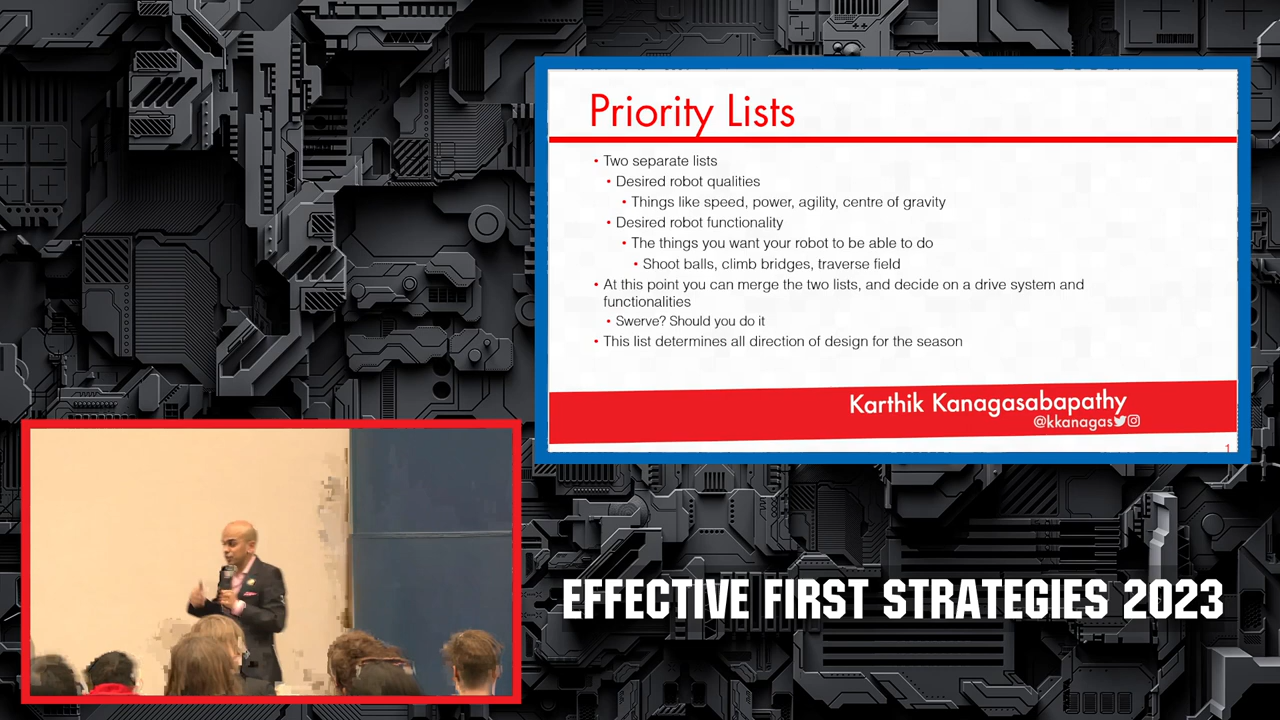 Priority Lists
• Two separate lists
• Desired robot qualities
• Things like speed, power, agility, centre of gravity
• Desired robot functionality
• The things you want your robot to be able to do
• Shoot balls, climb bridges, traverse field
• At this point you can merge the two lists, and decide on a drive system and
functionalities
• Swerve? Should you do it
• This list determines all direction of design for the season
Karthik Kanagasabapathy
@kkanagas
1
EFFECTIVE FIRST STRATEGIES 2023